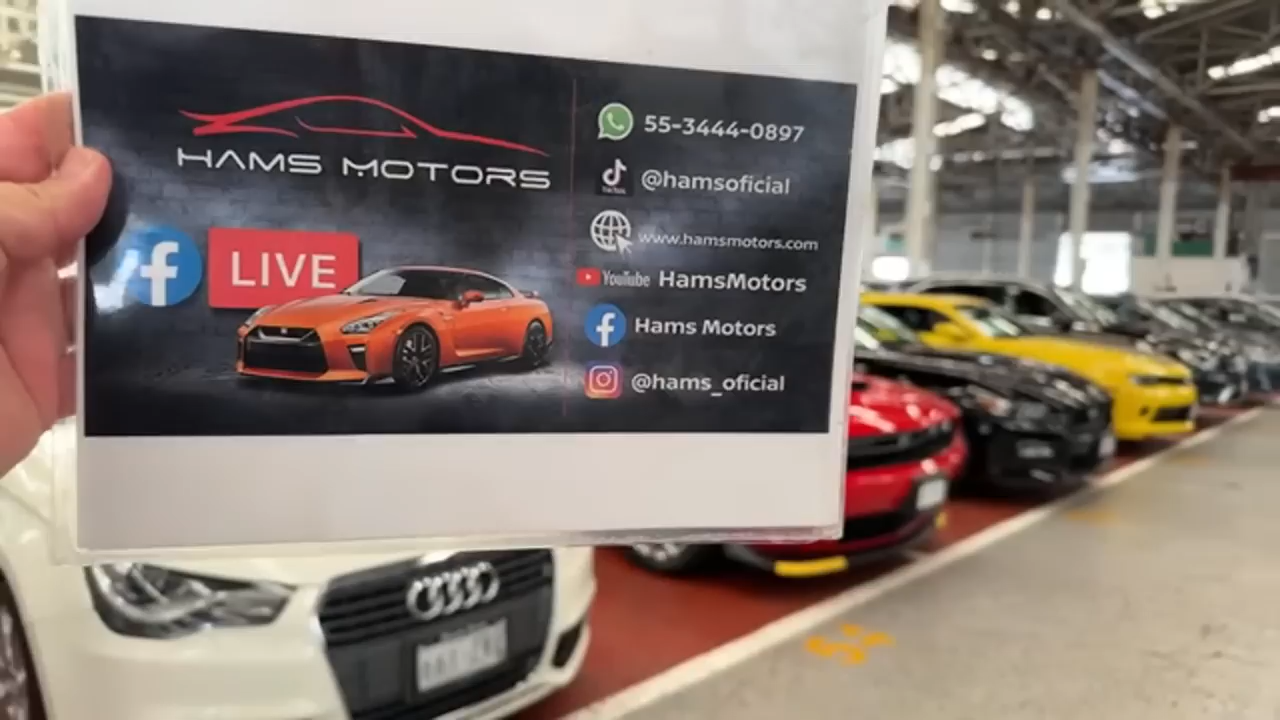 HAMS MOTORS
LIVE
55-3444-0897
TikTok
@hamsoficial
www.hamsmotors.com
YouTube HamsMotors
Hams Motors
@hams_oficial